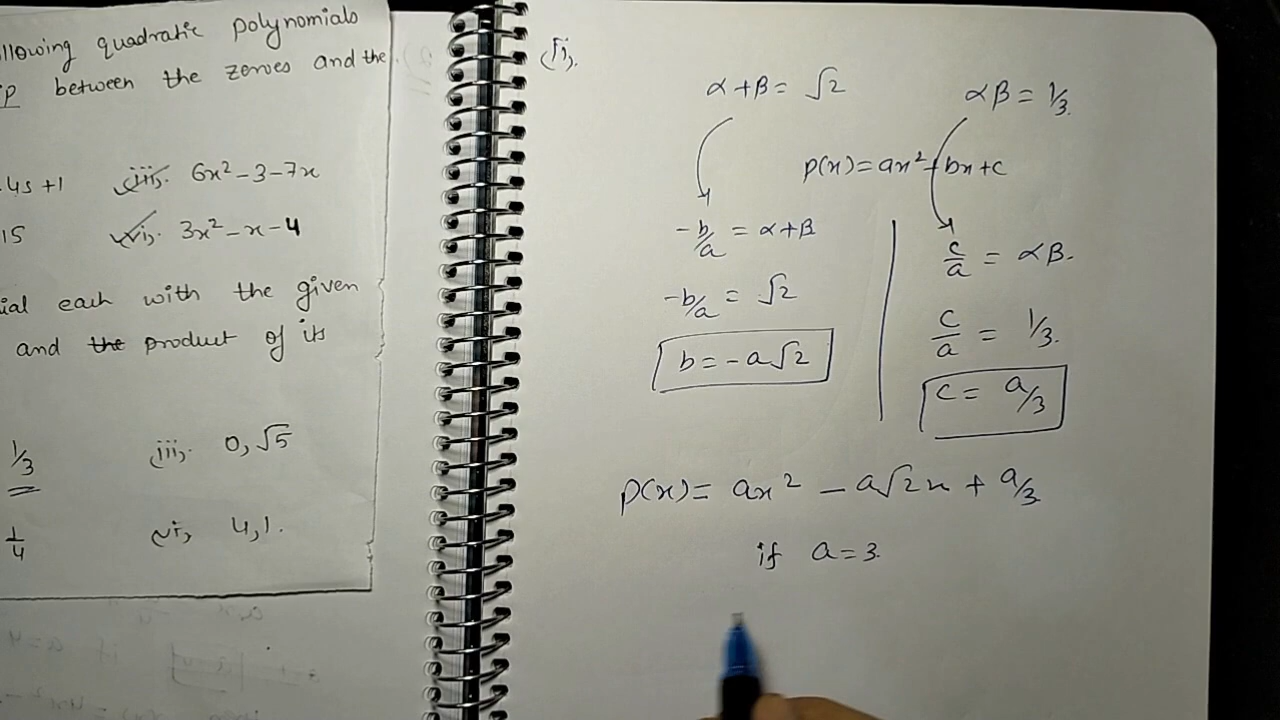 llowing quadratic polynomials
p between the zeroes and the
4s + 1 iii, 6x² - 3 - 7x
15 vi, 3x² - x - 4
ial each with the given
and the product of its
1/3 iii, 0, √5
1/4 vi, 4, 1.
ii,
α + β = √2 αβ = 1/3.
p(x) = ax² + bx + c
-b/a = α + β c/a = αβ.
-b/a = √2 c/a = 1/3.
b = -a√2 c = a/3
p(x) = ax² - a√2x + a/3
if a = 3.